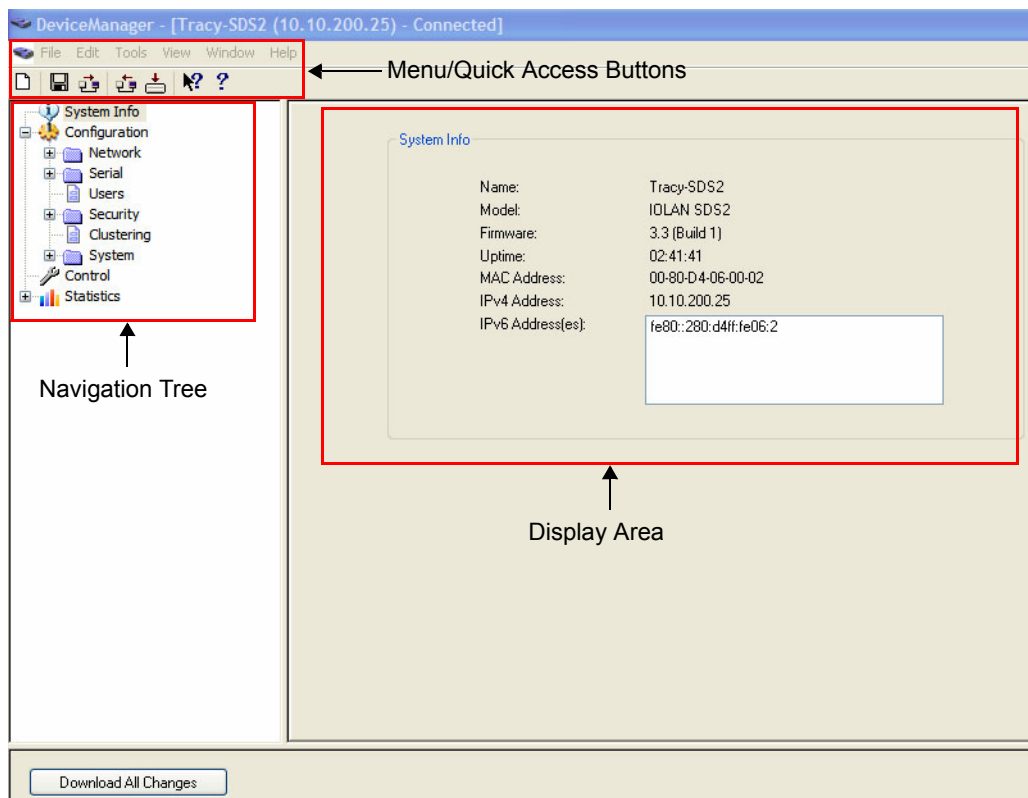 DeviceManager - [Tracy-SDS2 (10.10.200.25) - Connected]
File Edit Tools View Window Help
Menu/Quick Access Buttons
System Info
Configuration
Network
Serial
Users
Security
Clustering
System
Control
Statistics
Navigation Tree
System Info
Name: Tracy-SDS2
Model: IOLAN SDS2
Firmware: 3.3 (Build 1)
Uptime: 02:41:41
MAC Address: 00-80-D4-06-00-02
IPv4 Address: 10.10.200.25
IPv6 Address(es): fe80::280:d4ff:fe06:2
Display Area
Download All Changes